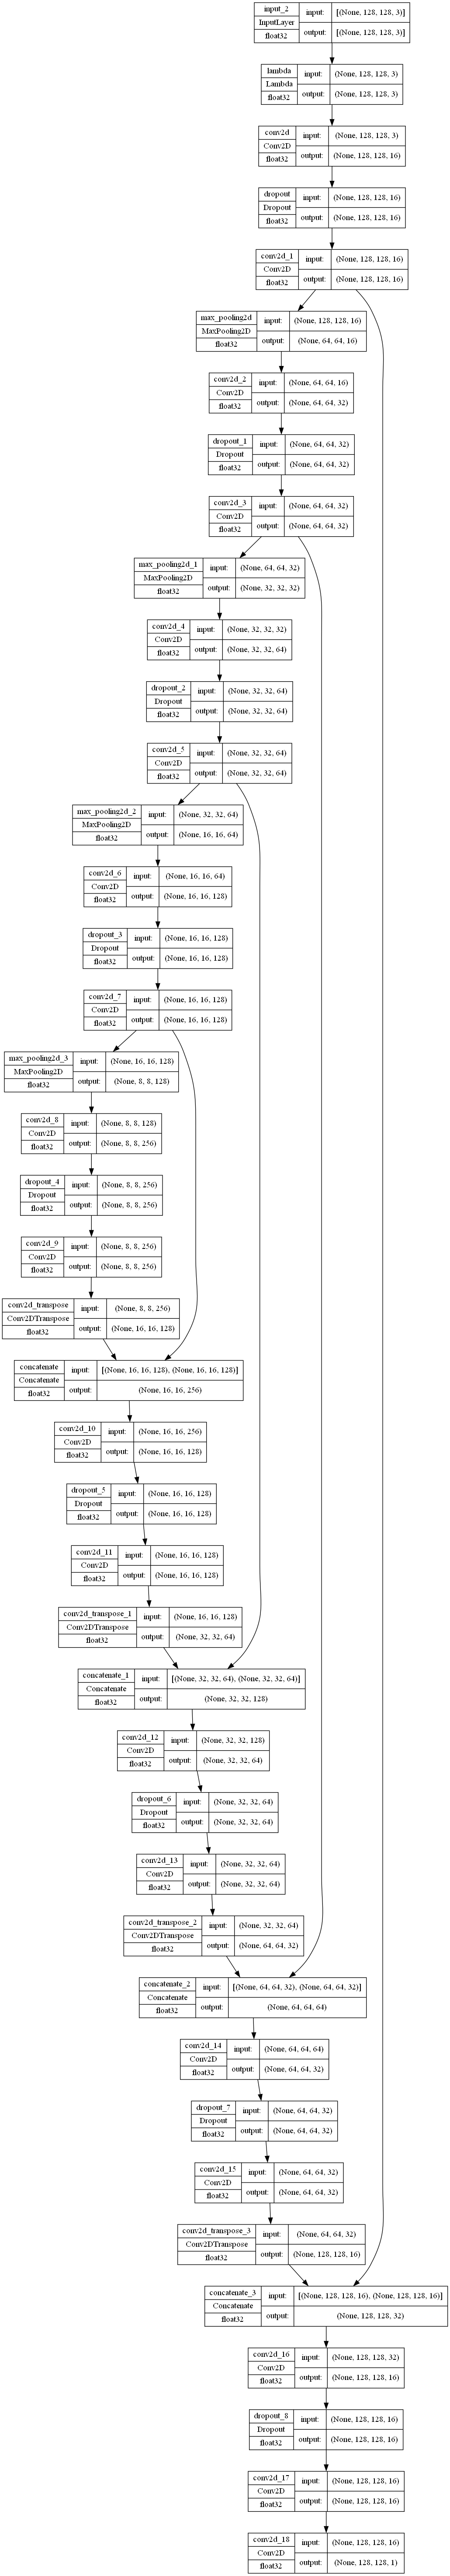 input_2 input: [(None, 128, 128, 3)]
InputLayer
float32 output: [(None, 128, 128, 3)]
lambda input: (None, 128, 128, 3)
Lambda
float32 output: (None, 128, 128, 3)
conv2d input: (None, 128, 128, 3)
Conv2D
float32 output: (None, 128, 128, 16)
dropout input: (None, 128, 128, 16)
Dropout
float32 output: (None, 128, 128, 16)
conv2d_1 input: (None, 128, 128, 16)
Conv2D
float32 output: (None, 128, 128, 16)
max_pooling2d input: (None, 128, 128, 16)
MaxPooling2D
float32 output: (None, 64, 64, 16)
conv2d_2 input: (None, 64, 64, 16)
Conv2D
float32 output: (None, 64, 64, 32)
dropout_1 input: (None, 64, 64, 32)
Dropout
float32 output: (None, 64, 64, 32)
conv2d_3 input: (None, 64, 64, 32)
Conv2D
float32 output: (None, 64, 64, 32)
max_pooling2d_1 input: (None, 64, 64, 32)
MaxPooling2D
float32 output: (None, 32, 32, 32)
conv2d_4 input: (None, 32, 32, 32)
Conv2D
float32 output: (None, 32, 32, 64)
dropout_2 input: (None, 32, 32, 64)
Dropout
float32 output: (None, 32, 32, 64)
conv2d_5 input: (None, 32, 32, 64)
Conv2D
float32 output: (None, 32, 32, 64)
max_pooling2d_2 input: (None, 32, 32, 64)
MaxPooling2D
float32 output: (None, 16, 16, 64)
conv2d_6 input: (None, 16, 16, 64)
Conv2D
float32 output: (None, 16, 16, 128)
dropout_3 input: (None, 16, 16, 128)
Dropout
float32 output: (None, 16, 16, 128)
conv2d_7 input: (None, 16, 16, 128)
Conv2D
float32 output: (None, 16, 16, 128)
max_pooling2d_3 input: (None, 16, 16, 128)
MaxPooling2D
float32 output: (None, 8, 8, 128)
conv2d_8 input: (None, 8, 8, 128)
Conv2D
float32 output: (None, 8, 8, 256)
dropout_4 input: (None, 8, 8, 256)
Dropout
float32 output: (None, 8, 8, 256)
conv2d_9 input: (None, 8, 8, 256)
Conv2D
float32 output: (None, 8, 8, 256)
conv2d_transpose input: (None, 8, 8, 256)
Conv2DTranspose
float32 output: (None, 16, 16, 128)
concatenate input: [(None, 16, 16, 128), (None, 16, 16, 128)]
Concatenate
float32 output: (None, 16, 16, 256)
conv2d_10 input: (None, 16, 16, 256)
Conv2D
float32 output: (None, 16, 16, 128)
dropout_5 input: (None, 16, 16, 128)
Dropout
float32 output: (None, 16, 16, 128)
conv2d_11 input: (None, 16, 16, 128)
Conv2D
float32 output: (None, 16, 16, 128)
conv2d_transpose_1 input: (None, 16, 16, 128)
Conv2DTranspose
float32 output: (None, 32, 32, 64)
concatenate_1 input: [(None, 32, 32, 64), (None, 32, 32, 64)]
Concatenate
float32 output: (None, 32, 32, 128)
conv2d_12 input: (None, 32, 32, 128)
Conv2D
float32 output: (None, 32, 32, 64)
dropout_6 input: (None, 32, 32, 64)
Dropout
float32 output: (None, 32, 32, 64)
conv2d_13 input: (None, 32, 32, 64)
Conv2D
float32 output: (None, 32, 32, 64)
conv2d_transpose_2 input: (None, 32, 32, 64)
Conv2DTranspose
float32 output: (None, 64, 64, 32)
concatenate_2 input: [(None, 64, 64, 32), (None, 64, 64, 32)]
Concatenate
float32 output: (None, 64, 64, 64)
conv2d_14 input: (None, 64, 64, 64)
Conv2D
float32 output: (None, 64, 64, 32)
dropout_7 input: (None, 64, 64, 32)
Dropout
float32 output: (None, 64, 64, 32)
conv2d_15 input: (None, 64, 64, 32)
Conv2D
float32 output: (None, 64, 64, 32)
conv2d_transpose_3 input: (None, 64, 64, 32)
Conv2DTranspose
float32 output: (None, 128, 128, 16)
concatenate_3 input: [(None, 128, 128, 16), (None, 128, 128, 16)]
Concatenate
float32 output: (None, 128, 128, 32)
conv2d_16 input: (None, 128, 128, 32)
Conv2D
float32 output: (None, 128, 128, 16)
dropout_8 input: (None, 128, 128, 16)
Dropout
float32 output: (None, 128, 128, 16)
conv2d_17 input: (None, 128, 128, 16)
Conv2D
float32 output: (None, 128, 128, 16)
conv2d_18 input: (None, 128, 128, 16)
Conv2D
float32 output: (None, 128, 128, 1)